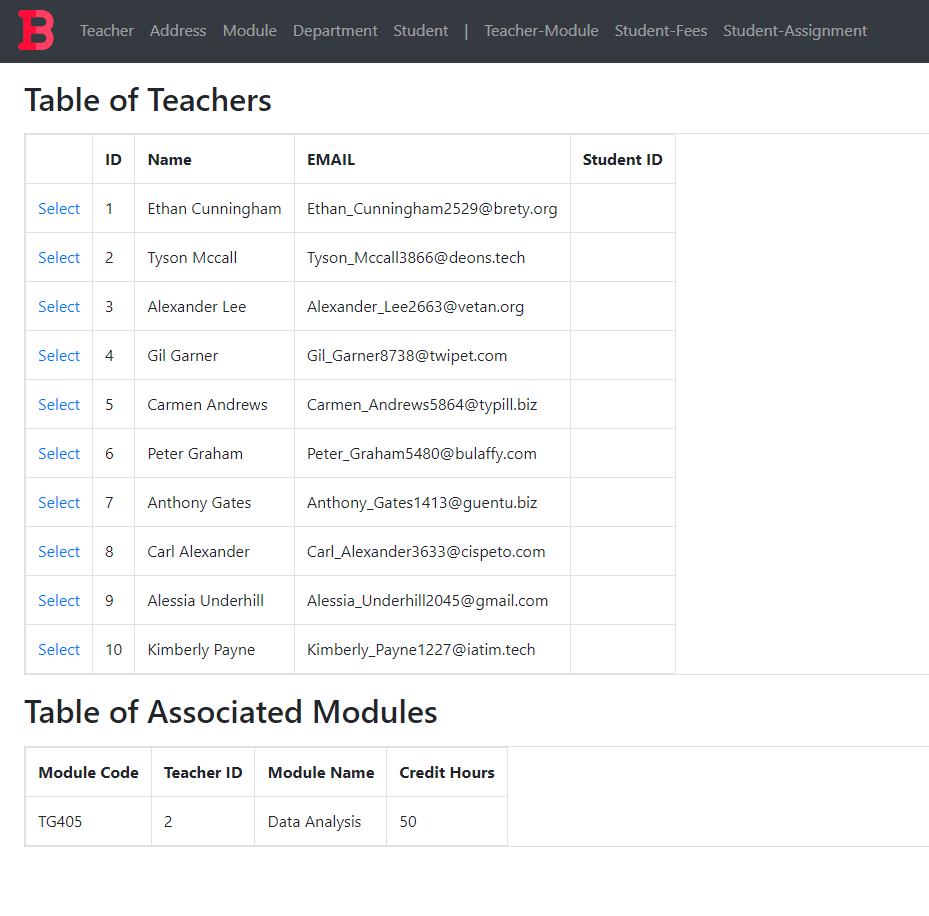 B Teacher Address Module Department Student | Teacher-Module Student-Fees Student-Assignment
Table of Teachers
ID Name EMAIL Student ID
Select 1 Ethan Cunningham Ethan_Cunningham2529@brety.org
Select 2 Tyson Mccall Tyson_Mccall3866@deons.tech
Select 3 Alexander Lee Alexander_Lee2663@vetan.org
Select 4 Gil Garner Gil_Garner8738@twipet.com
Select 5 Carmen Andrews Carmen_Andrews5864@typill.biz
Select 6 Peter Graham Peter_Graham5480@bulaffy.com
Select 7 Anthony Gates Anthony_Gates1413@guentu.biz
Select 8 Carl Alexander Carl_Alexander3633@cispeto.com
Select 9 Alessia Underhill Alessia_Underhill2045@gmail.com
Select 10 Kimberly Payne Kimberly_Payne1227@iatim.tech
Table of Associated Modules
Module Code Teacher ID Module Name Credit Hours
TG405 2 Data Analysis 50